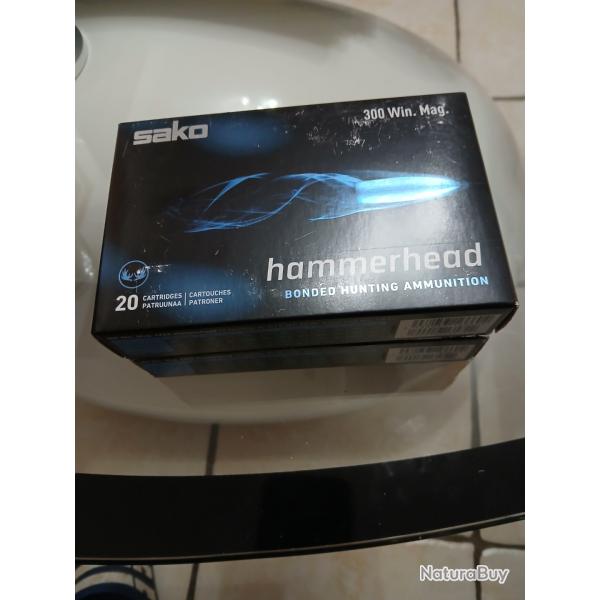 sako
300 Win. Mag.
hammerhead
BONDED HUNTING AMMUNITION
20 CARTRIDGES | CARTOUCHES
PATRUUNAA | PATRONER
NaturaBuy